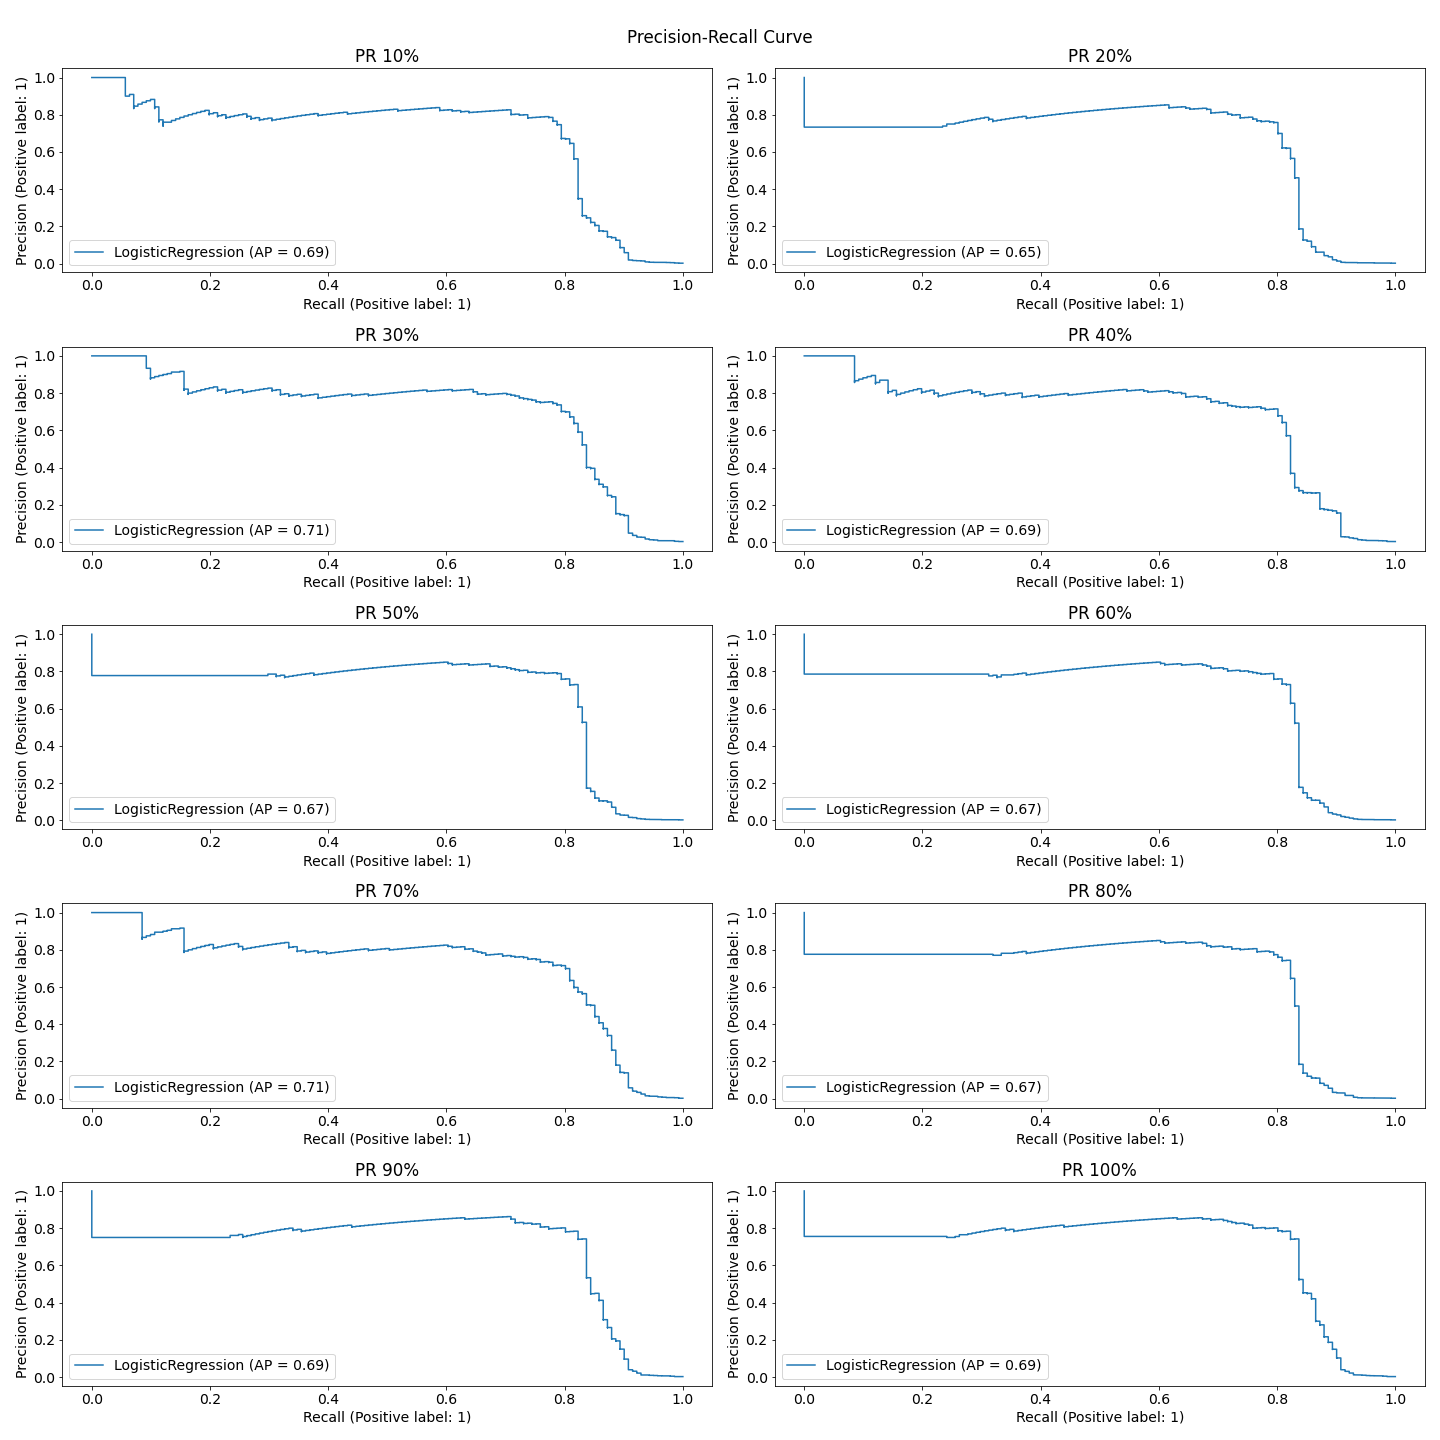 Precision-Recall Curve
PR 10%
Precision (Positive label: 1)
1.0
0.8
0.6
0.4
0.2
0.0
LogisticRegression (AP = 0.69)
0.0 0.2 0.4 0.6 0.8 1.0
Recall (Positive label: 1)
PR 20%
Precision (Positive label: 1)
1.0
0.8
0.6
0.4
0.2
0.0
LogisticRegression (AP = 0.65)
0.0 0.2 0.4 0.6 0.8 1.0
Recall (Positive label: 1)
PR 30%
Precision (Positive label: 1)
1.0
0.8
0.6
0.4
0.2
0.0
LogisticRegression (AP = 0.71)
0.0 0.2 0.4 0.6 0.8 1.0
Recall (Positive label: 1)
PR 40%
Precision (Positive label: 1)
1.0
0.8
0.6
0.4
0.2
0.0
LogisticRegression (AP = 0.69)
0.0 0.2 0.4 0.6 0.8 1.0
Recall (Positive label: 1)
PR 50%
Precision (Positive label: 1)
1.0
0.8
0.6
0.4
0.2
0.0
LogisticRegression (AP = 0.67)
0.0 0.2 0.4 0.6 0.8 1.0
Recall (Positive label: 1)
PR 60%
Precision (Positive label: 1)
1.0
0.8
0.6
0.4
0.2
0.0
LogisticRegression (AP = 0.67)
0.0 0.2 0.4 0.6 0.8 1.0
Recall (Positive label: 1)
PR 70%
Precision (Positive label: 1)
1.0
0.8
0.6
0.4
0.2
0.0
LogisticRegression (AP = 0.71)
0.0 0.2 0.4 0.6 0.8 1.0
Recall (Positive label: 1)
PR 80%
Precision (Positive label: 1)
1.0
0.8
0.6
0.4
0.2
0.0
LogisticRegression (AP = 0.67)
0.0 0.2 0.4 0.6 0.8 1.0
Recall (Positive label: 1)
PR 90%
Precision (Positive label: 1)
1.0
0.8
0.6
0.4
0.2
0.0
LogisticRegression (AP = 0.69)
0.0 0.2 0.4 0.6 0.8 1.0
Recall (Positive label: 1)
PR 100%
Precision (Positive label: 1)
1.0
0.8
0.6
0.4
0.2
0.0
LogisticRegression (AP = 0.69)
0.0 0.2 0.4 0.6 0.8 1.0
Recall (Positive label: 1)